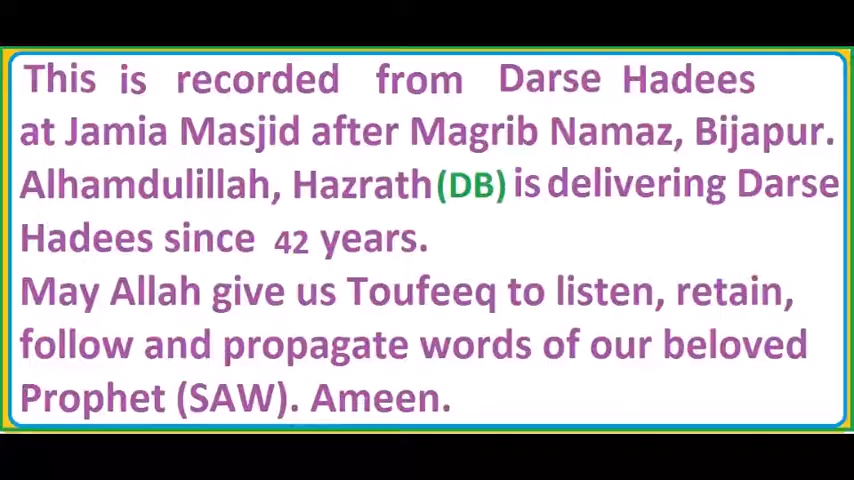 This is recorded from Darse Hadees
at Jamia Masjid after Magrib Namaz, Bijapur.
Alhamdulillah, Hazrath(DB) is delivering Darse
Hadees since 42 years.
May Allah give us Toufeeq to listen, retain,
follow and propagate words of our beloved
Prophet (SAW). Ameen.